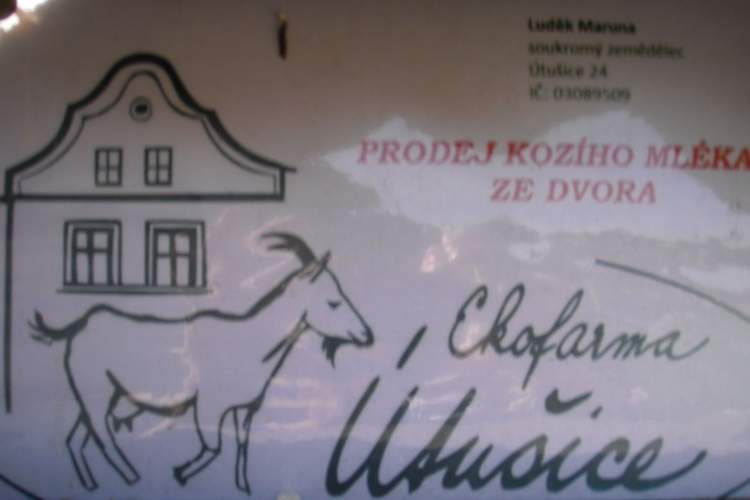 Luděk Maruna
soukromý zemědělec
Útušice 24
IČ: 03089509
PRODEJ KOZÍHO MLÉKA
ZE DVORA
Ekofarma
Útušice